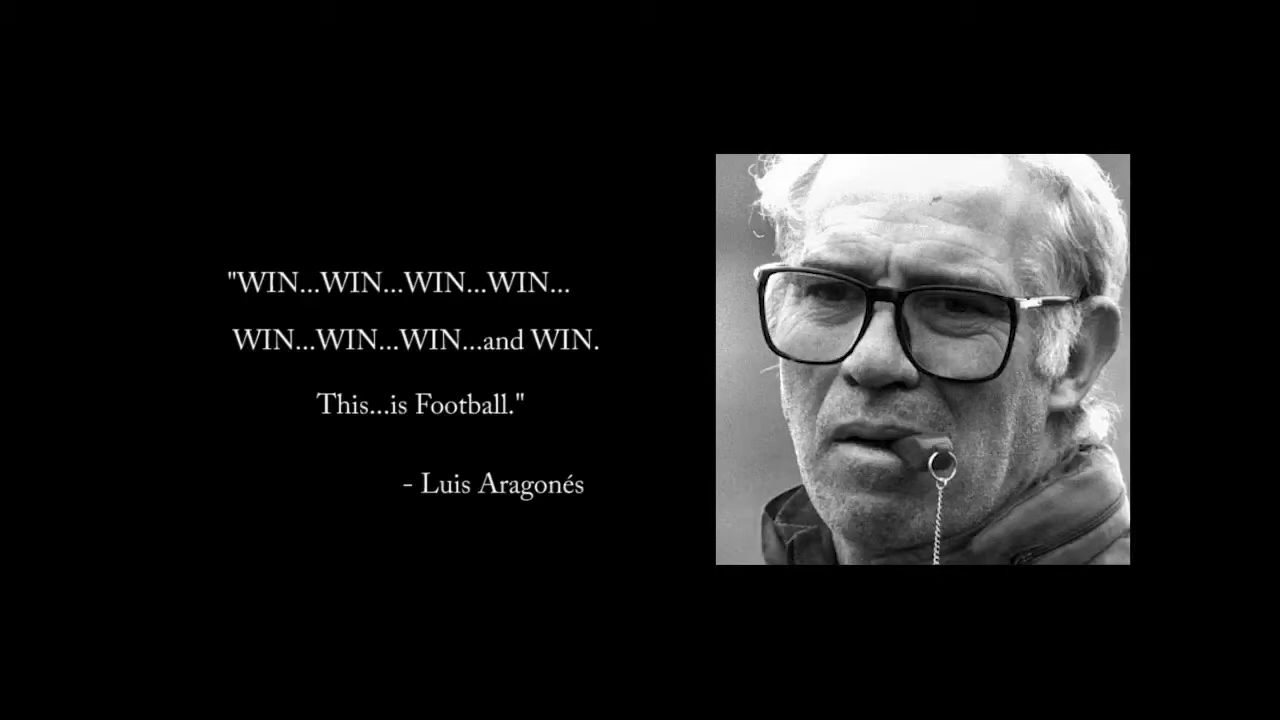 "WIN...WIN...WIN...WIN...
WIN...WIN...WIN...and WIN.
This...is Football."
- Luis Aragonés